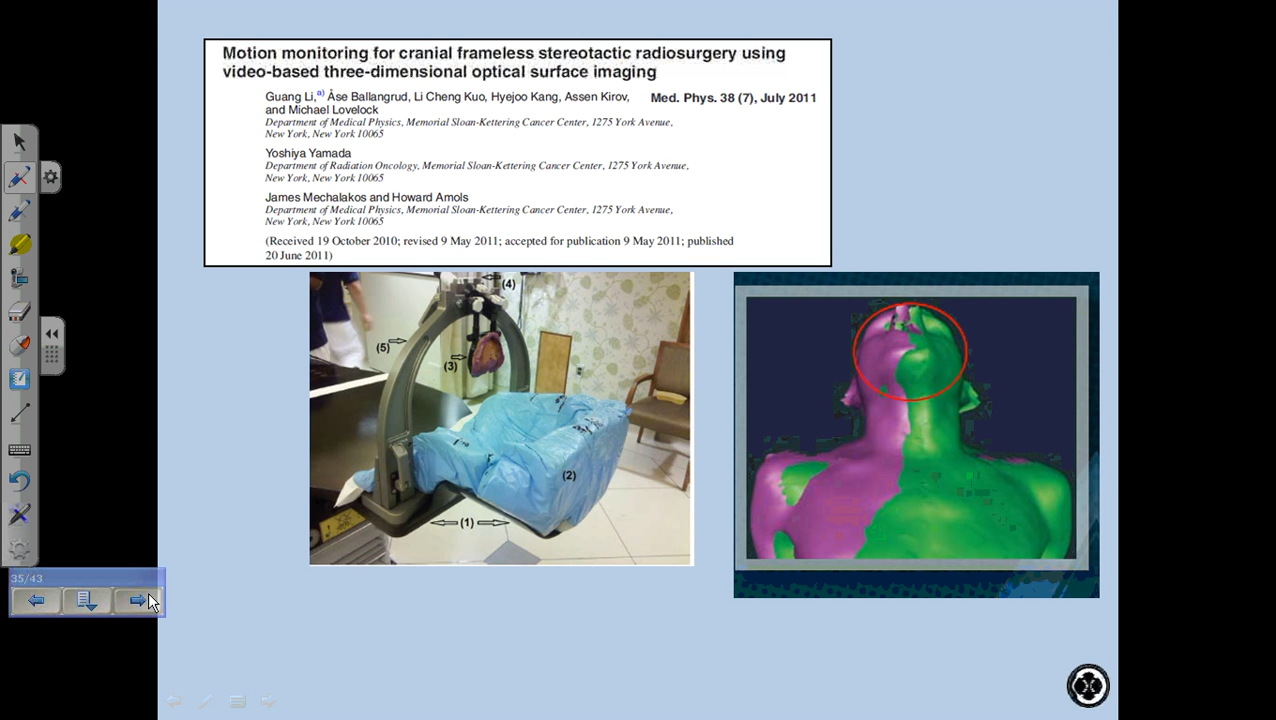 Motion monitoring for cranial frameless stereotactic radiosurgery using
video-based three-dimensional optical surface imaging
Guang Li,a) Åse Ballangrud, Li Cheng Kuo, Hyejoo Kang, Assen Kirov,
and Michael Lovelock
Med. Phys. 38 (7), July 2011
Department of Medical Physics, Memorial Sloan-Kettering Cancer Center, 1275 York Avenue,
New York, New York 10065
Yoshiya Yamada
Department of Radiation Oncology, Memorial Sloan-Kettering Cancer Center, 1275 York Avenue,
New York, New York 10065
James Mechalakos and Howard Amols
Department of Medical Physics, Memorial Sloan-Kettering Cancer Center, 1275 York Avenue,
New York, New York 10065
(Received 19 October 2010; revised 9 May 2011; accepted for publication 9 May 2011; published
20 June 2011)
(4)
(5)
(3)
(2)
(1)
35/43